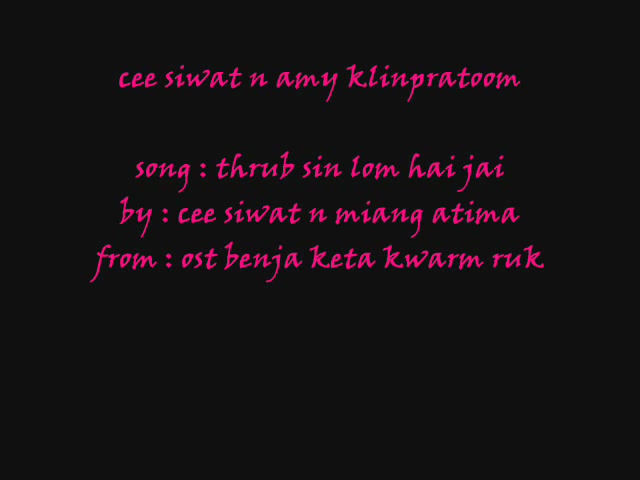 cee siwat n amy klinpratoom
song : thrub sin lom hai jai
by : cee siwat n miang atima
from : ost benja keta kwarm ruk